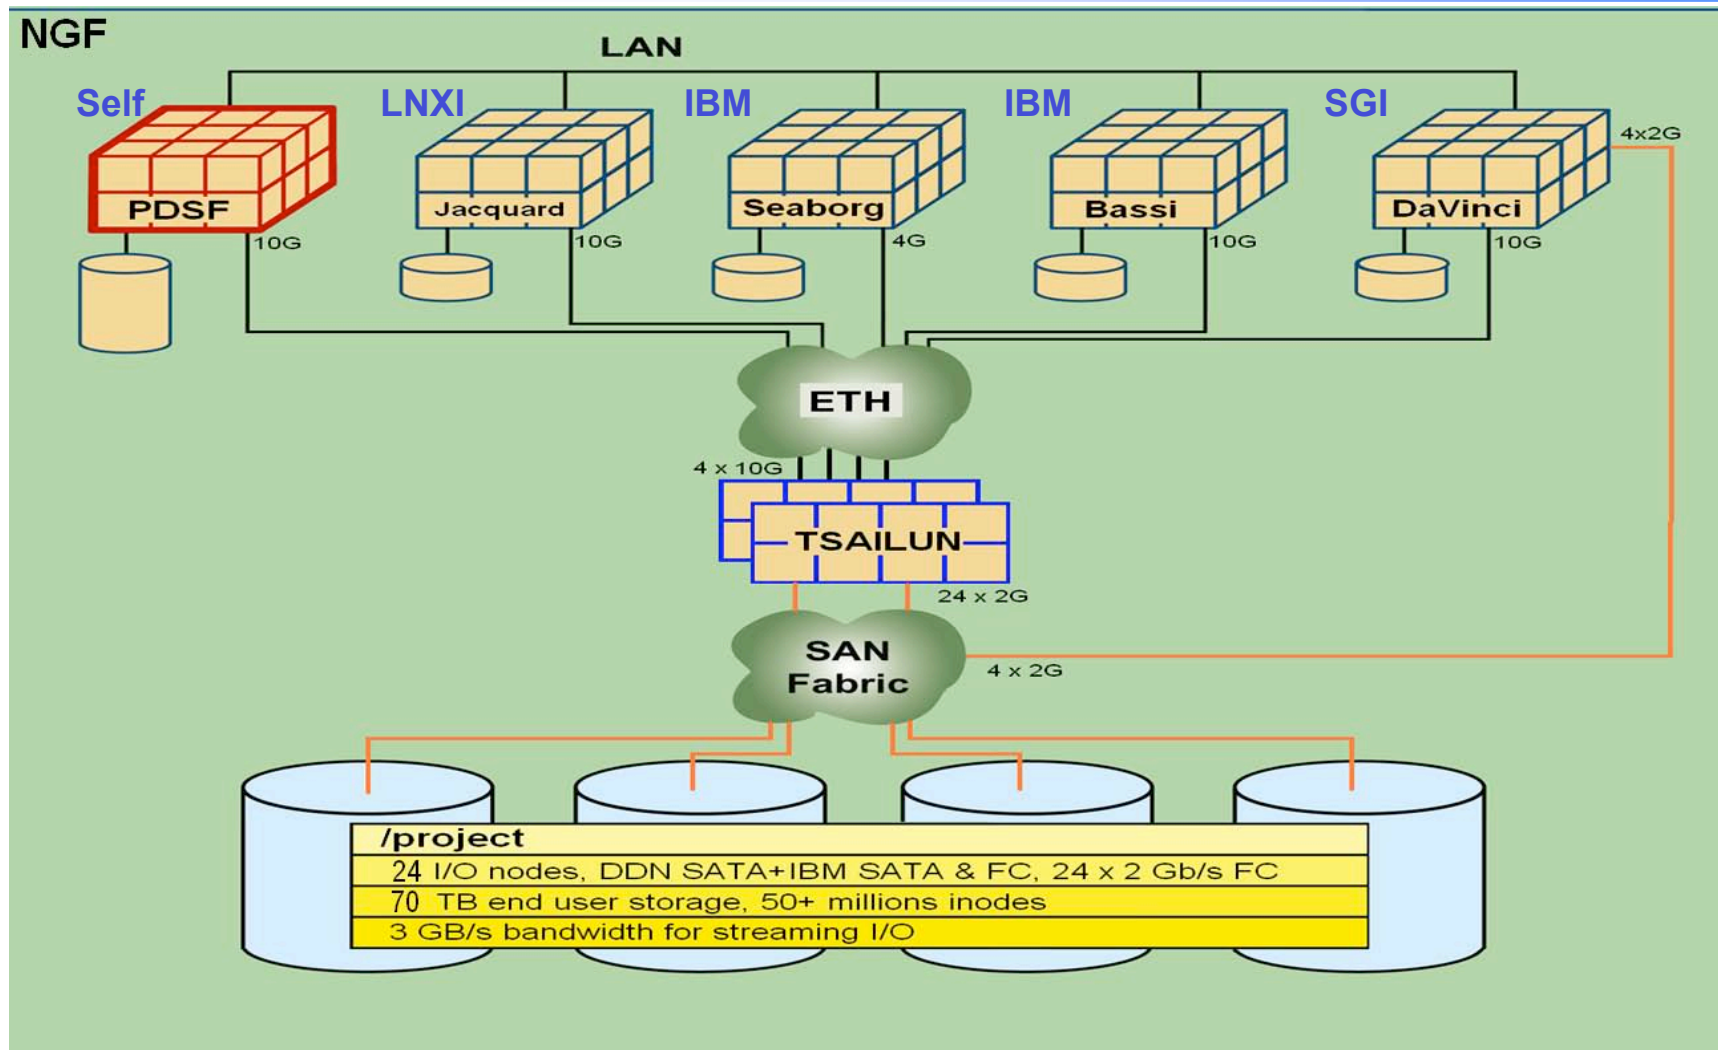 NGF
LAN
Self
LNXI
IBM
IBM
SGI
4x2G
PDSF
Jacquard
Seaborg
Bassi
DaVinci
10G
10G
4G
10G
10G
ETH
4 x 10G
TSAILUN
24 x 2G
SAN
Fabric
4 x 2G
/project
24 I/O nodes, DDN SATA+IBM SATA & FC, 24 x 2 Gb/s FC
70 TB end user storage, 50+ millions inodes
3 GB/s bandwidth for streaming I/O